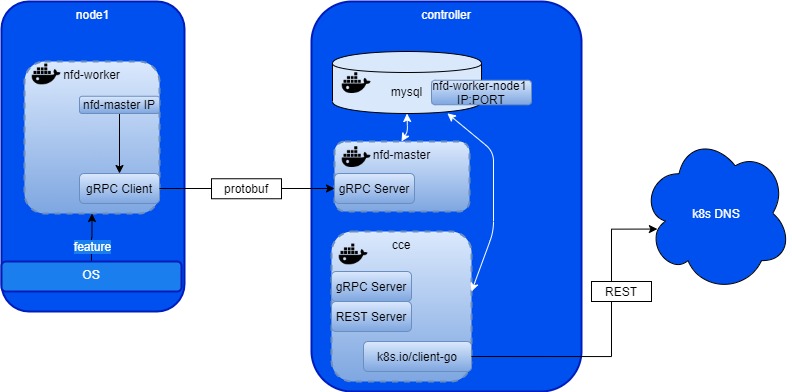 node1
controller
nfd-worker
nfd-master IP
gRPC Client
feature
OS
protobuf
mysql
nfd-worker-node1
IP:PORT
nfd-master
gRPC Server
cce
gRPC Server
REST Server
k8s.io/client-go
REST
k8s DNS